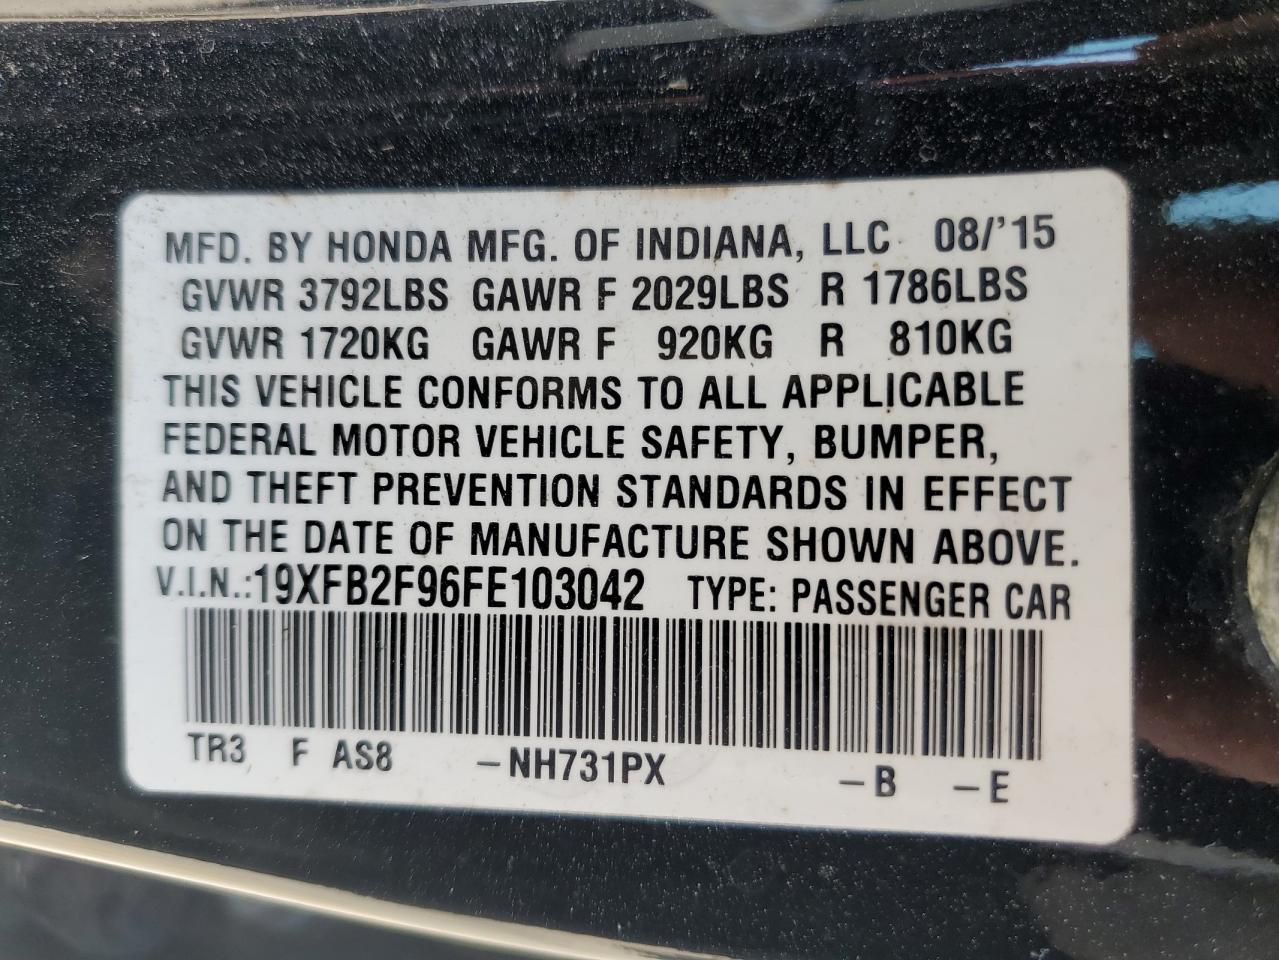 MFD. BY HONDA MFG. OF INDIANA, LLC 08/'15
GVWR 3792LBS GAWR F 2029LBS R 1786LBS
GVWR 1720KG GAWR F 920KG R 810KG
THIS VEHICLE CONFORMS TO ALL APPLICABLE
FEDERAL MOTOR VEHICLE SAFETY, BUMPER,
AND THEFT PREVENTION STANDARDS IN EFFECT
ON THE DATE OF MANUFACTURE SHOWN ABOVE.
V.I.N.:19XFB2F96FE103042 TYPE: PASSENGER CAR
TR3 F AS8 –NH731PX –B –E